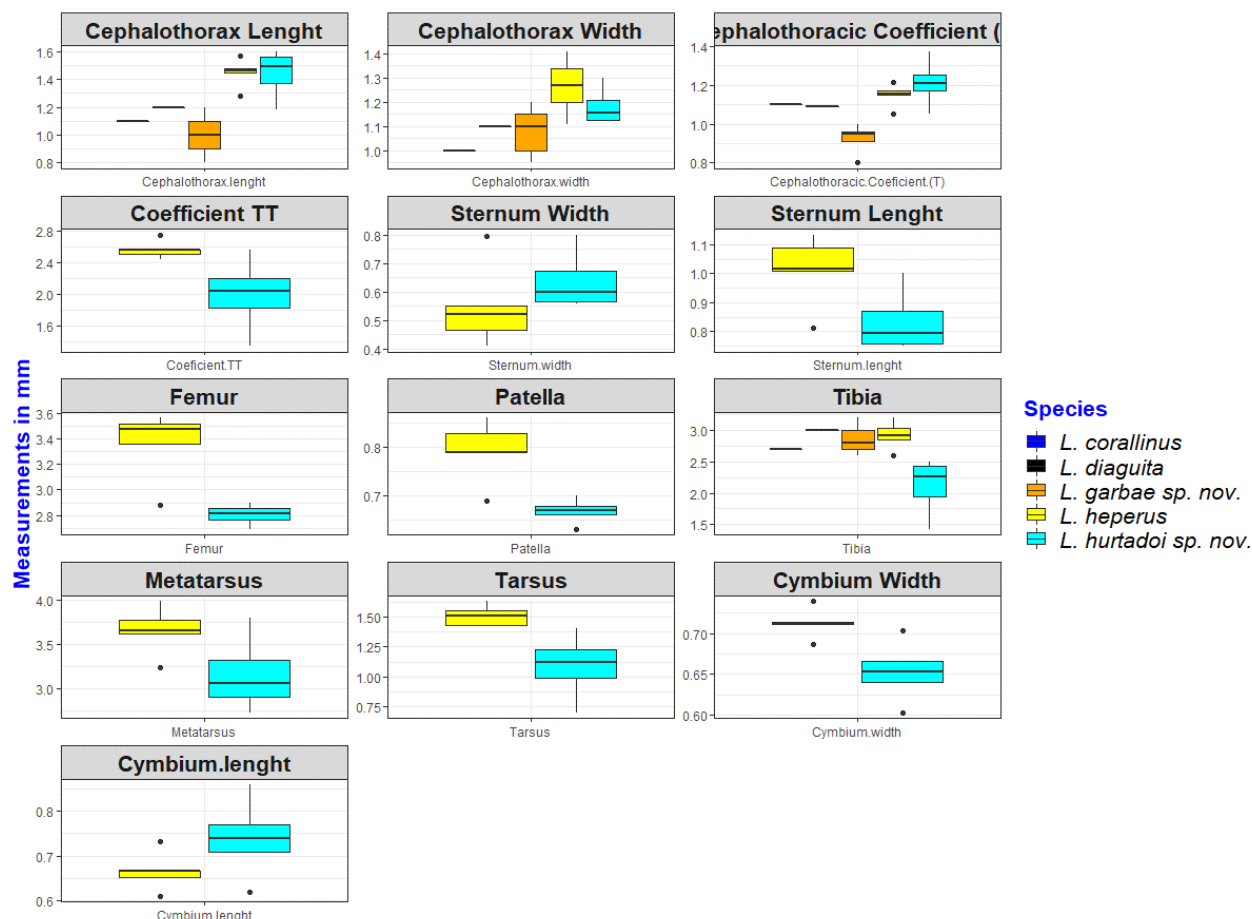 Cephalothorax Lenght
Cephalothorax Width
ephalothoracic Coefficient (
1.6
1.4
1.2
1.0
0.8
1.4
1.3
1.2
1.1
1.0
1.4
1.2
1.0
0.8
Cephalothorax.lenght
Cephalothorax.width
Cephalothoracic.Coeficient.(T)
Coefficient TT
Sternum Width
Sternum Lenght
2.8
2.4
2.0
1.6
0.8
0.7
0.6
0.5
0.4
1.1
1.0
0.9
0.8
Coeficient.TT
Sternum.width
Sternum.lenght
Measurements in mm
Femur
Patella
Tibia
3.6
3.4
3.2
3.0
2.8
2.6
0.8
0.7
3.0
2.5
2.0
1.5
Femur
Patella
Tibia
Species
L. corallinus
L. diaguita
L. garbae sp. nov.
L. heperus
L. hurtadoi sp. nov.
Metatarsus
Tarsus
Cymbium Width
4.0
3.5
3.0
1.50
1.25
1.00
0.75
0.70
0.65
0.60
Metatarsus
Tarsus
Cymbium.width
Cymbium.lenght
0.8
0.7
0.6
Cymbium.lenght